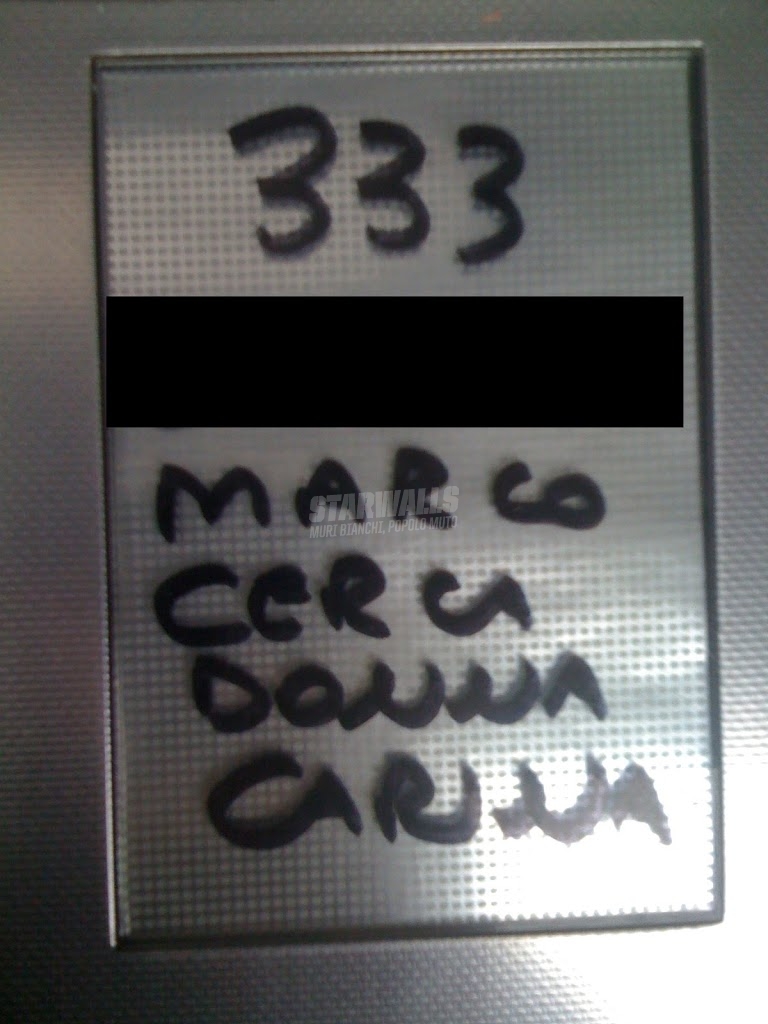 333
MARCO
STARWALLS
MURI BIANCHI, POPOLO MUTO
CERCA
DONNA
CARINA